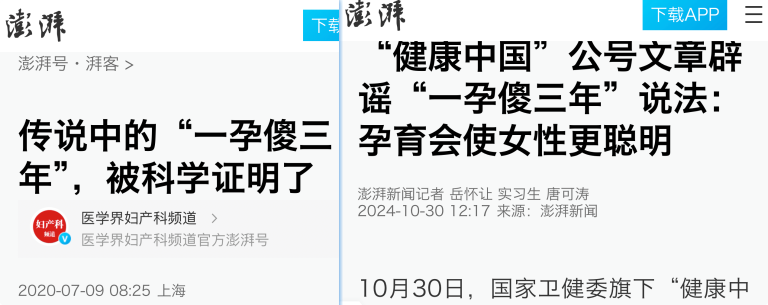 澎湃
下载
澎湃号・湃客 >
传说中的“一孕傻三
年”，被科学证明了
妇产科
频道
医学界妇产科频道 >
医学界妇产科频道官方澎湃号
2020-07-09 08:25 上海
澎湃
下载APP
“健康中国”公号文章辟
谣“一孕傻三年”说法：
孕育会使女性更聪明
澎湃新闻记者 岳怀让 实习生 唐可涛
2024-10-30 12:17 来源：澎湃新闻
10月30日，国家卫健委旗下“健康中